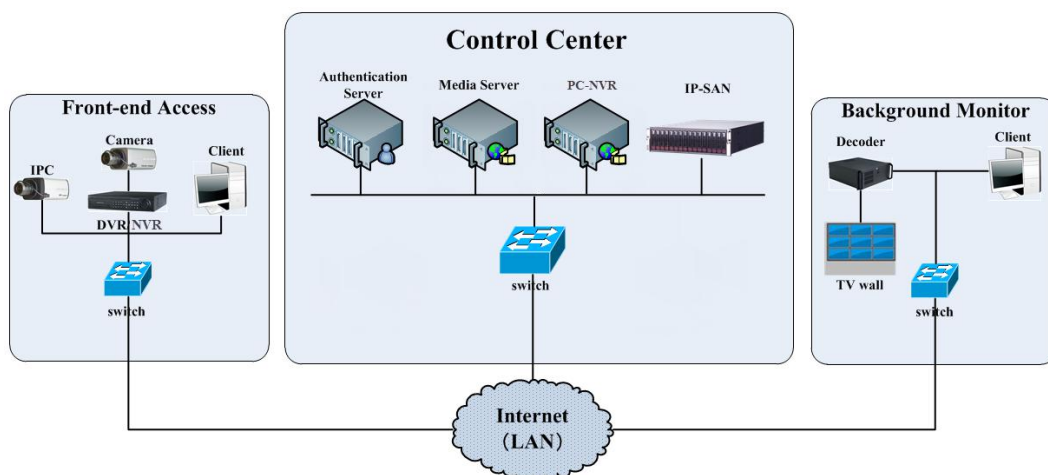 Control Center
Authentication
Server
Media Server
PC-NVR
IP-SAN
switch
Front-end Access
Camera
Client
IPC
DVR/NVR
switch
Background Monitor
Decoder
Client
TV wall
switch
Internet
（LAN）